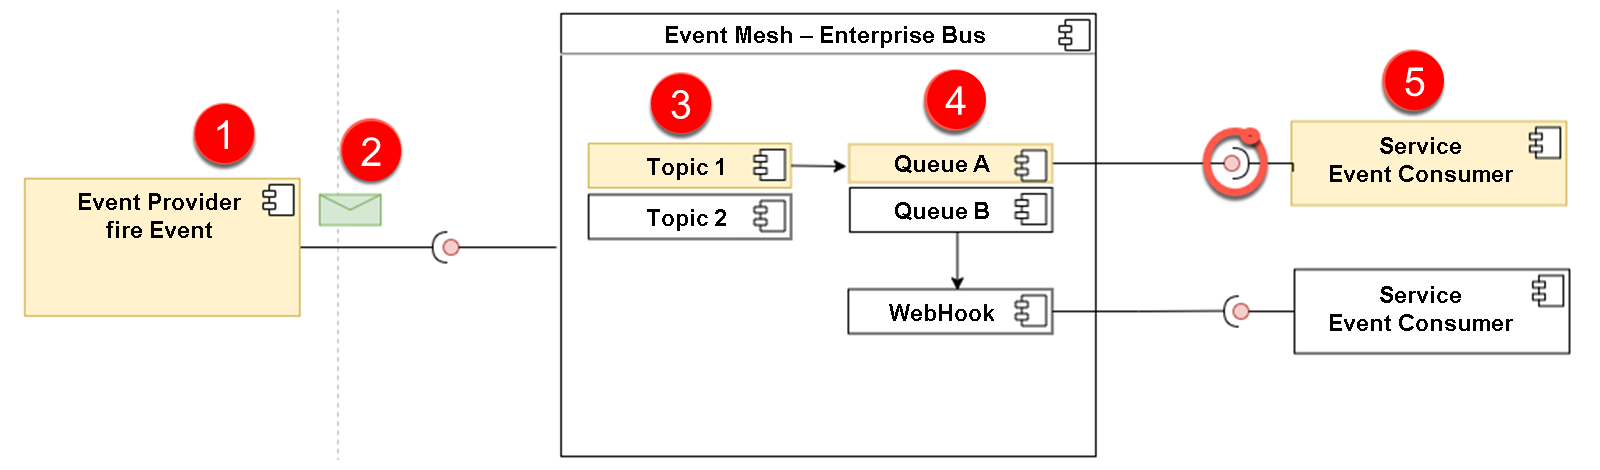 Event Mesh – Enterprise Bus
1
2
3
4
5
Event Provider
fire Event
Topic 1
Topic 2
Queue A
Queue B
WebHook
Service
Event Consumer
Service
Event Consumer